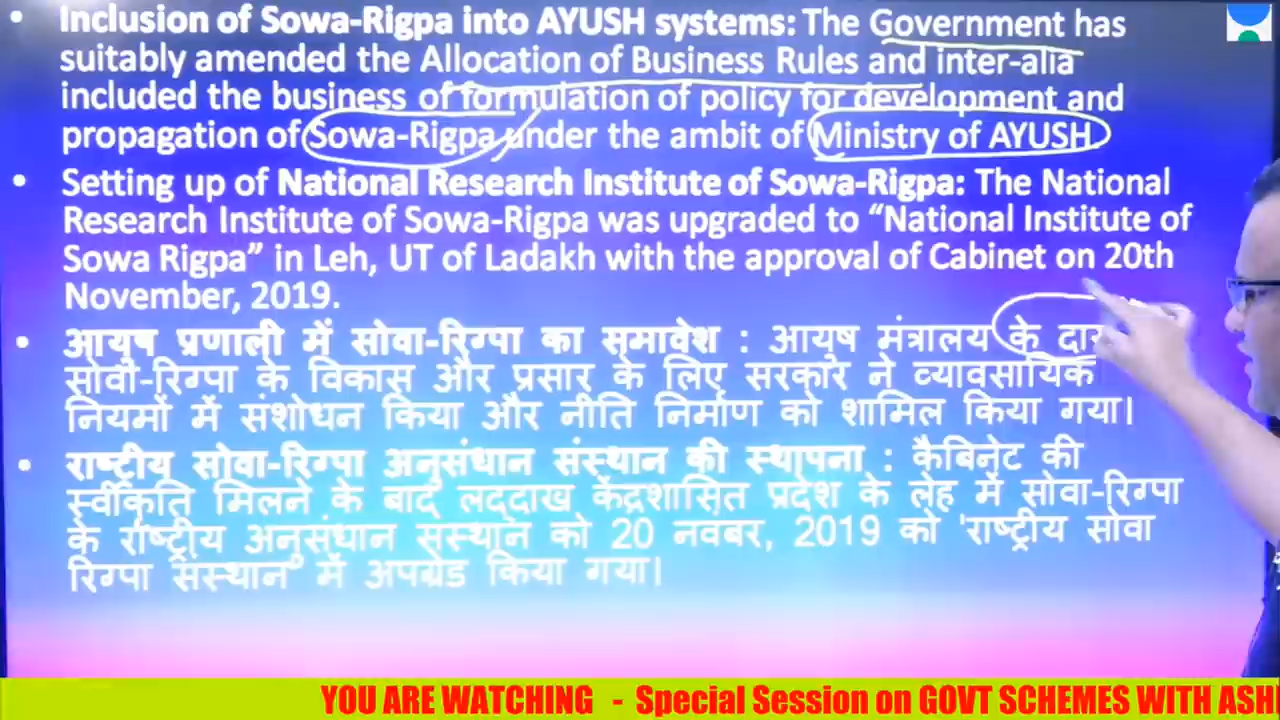 • Inclusion of Sowa-Rigpa into AYUSH systems: The Government has
suitably amended the Allocation of Business Rules and inter-alia
included the business of formulation of policy for development and
propagation of Sowa-Rigpa under the ambit of Ministry of AYUSH.
• Setting up of National Research Institute of Sowa-Rigpa: The National
Research Institute of Sowa-Rigpa was upgraded to “National Institute of
Sowa Rigpa” in Leh, UT of Ladakh with the approval of Cabinet on 20th
November, 2019.
• आयुष प्रणाली में सोवा-रिग्पा का समावेश : आयुष मंत्रालय के
सोवा-रिग्पा के विकास और प्रसार के लिए सरकार ने व्यावसायिक
नियमों में संशोधन किया और नीति निर्माण को शामिल किया गया।
• राष्ट्रीय सोवा-रिग्पा अनुसंधान संस्थान की स्थापना : कैबिनेट की
स्वीकृति मिलने के बाद लद्दाख केंद्रशासित प्रदेश के लेह में सोवा-रिग्पा
के राष्ट्रीय अनुसंधान संस्थान को 20 नवंबर, 2019 को 'राष्ट्रीय सोवा
रिग्पा संस्थान' में अपग्रेड किया गया।
YOU ARE WATCHING - Special Session on GOVT SCHEMES WITH ASH